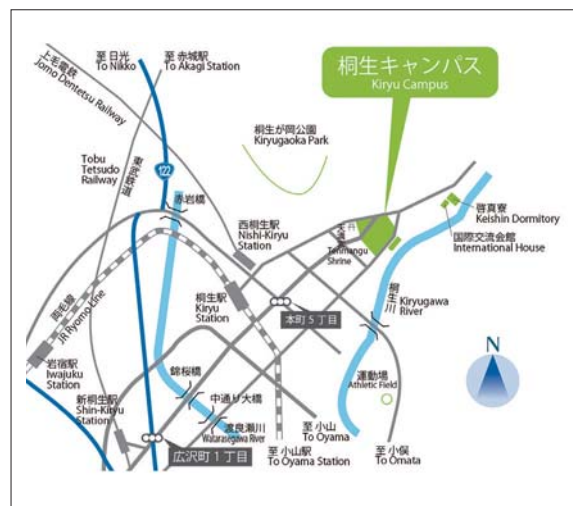 上毛電鉄
Jomo Dentetsu Railway
至 日光
To Nikko
至 赤城駅
To Akagi Station
桐生キャンパス
Kiryu Campus
桐生が岡公園
Kiryugaoka Park
Tobu
Tetsudo
Railway
東武鉄道
122
赤岩橋
西桐生駅
Nishi-Kiryu
Station
天満宮
Tenmangu
Shrine
啓真寮
Keishin Dormitory
国際交流会館
International House
両毛線
JR Ryomo Line
桐生駅
Kiryu
Station
本町5丁目
桐生川
Kiryugawa
River
N
岩宿駅
Iwajuku
Station
新桐生駅
Shin-Kiryu
Station
錦桜橋
中通り大橋
渡良瀬川
Watarasegawa River
運動場
Athletic Field
広沢町1丁目
至 小山
To Oyama
至 小山駅
To Oyama Station
至 小俣
To Omata